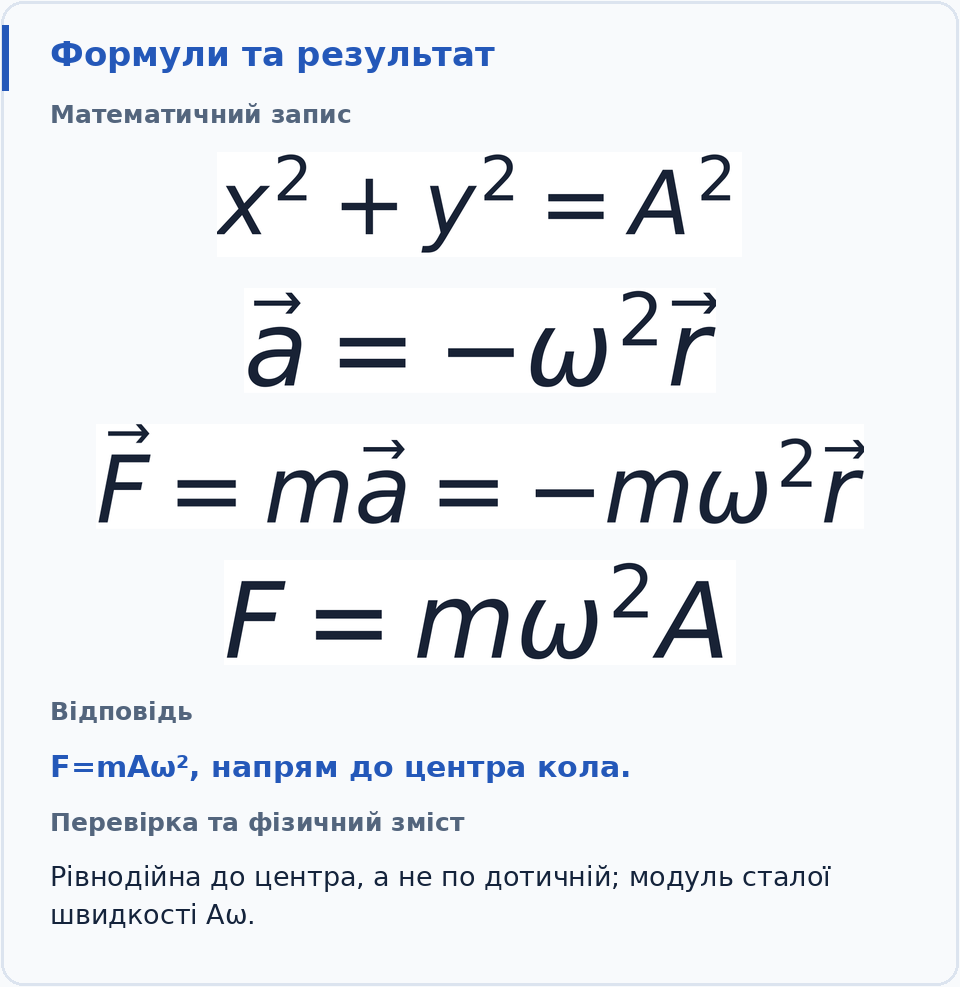 Формули та результат
Математичний запис
x² + y² = A²
a⃗ = −ω²r⃗
F⃗ = ma⃗ = −mω²r⃗
F = mω²A
Відповідь
F=mAω², напрям до центра кола.
Перевірка та фізичний зміст
Рівнодійна до центра, а не по дотичній; модуль сталої
швидкості Aω.